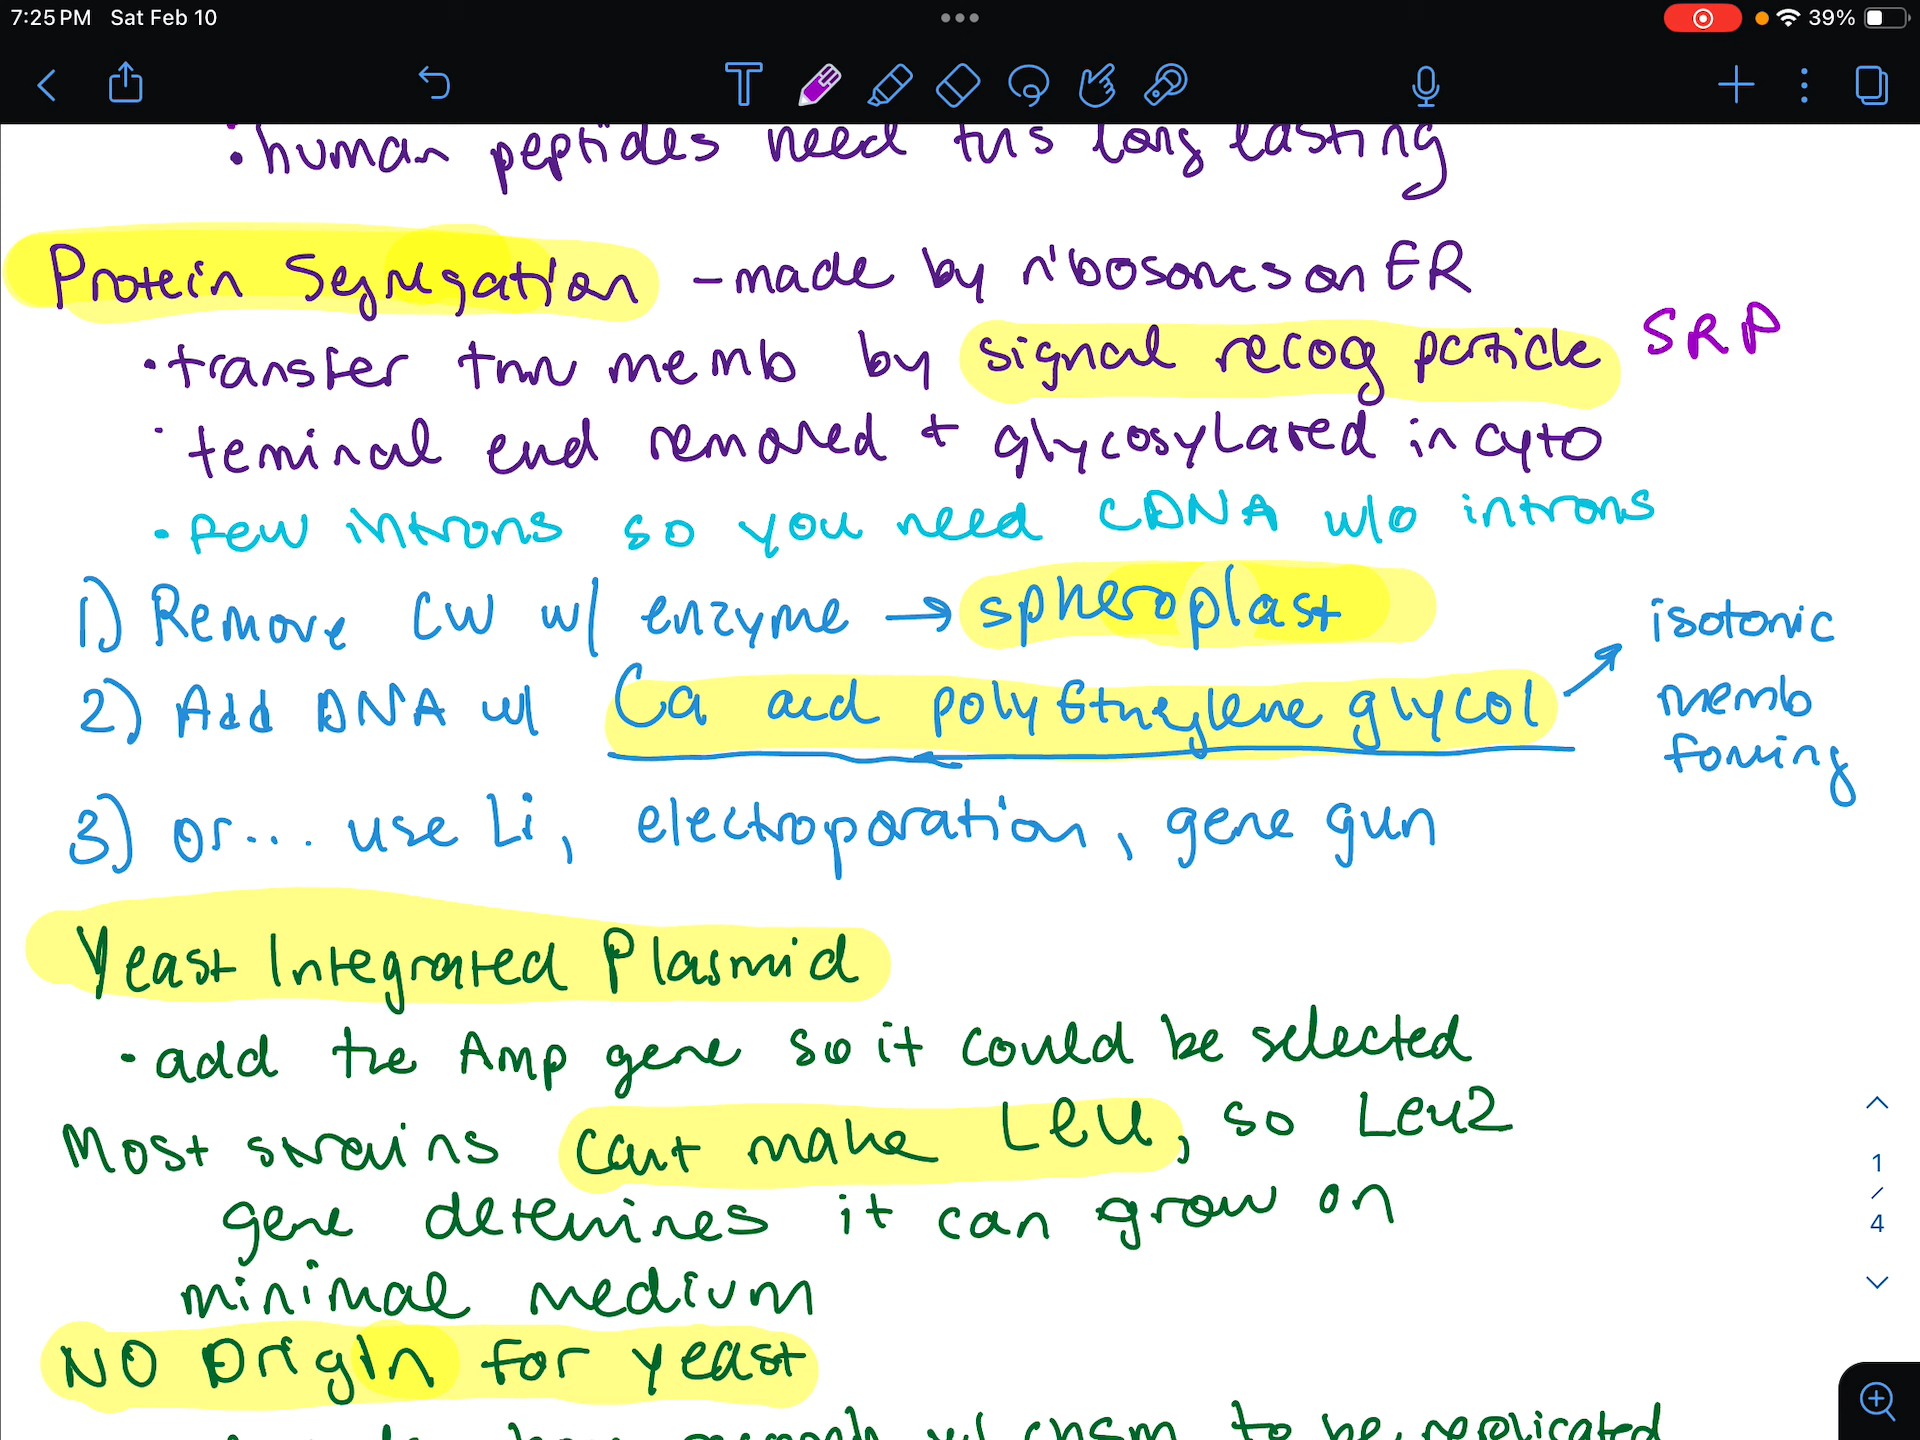 7:25 PM Sat Feb 10
39%
• human peptides need this long lasting
Protein Segregation – made by ribosomes on ER
• transfer thru memb by signal recog particle SRP
• teminal end removed + glycosylated in cyto
• few introns so you need CDNA w/o introns
1) Remove CW w/ enzyme → spheroplast
2) Add DNA w/ Ca and polyEthylene glycol
isotonic
memb
forming
3) or... use Li, electroporation, gene gun
Yeast Integrated Plasmid
• add the Amp gene so it could be selected
Most strains cant make LEU, so Leu2
gene determines it can grow on
minimal medium
NO Origin for yeast
w/ chsm to be replicated
1
/
4